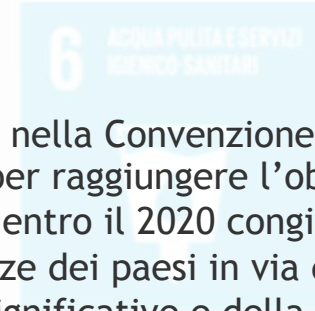 6 ACQUA PULITA E SERVIZI
IGIENICO-SANITARI
nella Convenzione
per raggiungere l'ob
entro il 2020 congi
ze dei paesi in via
ignificativo e della